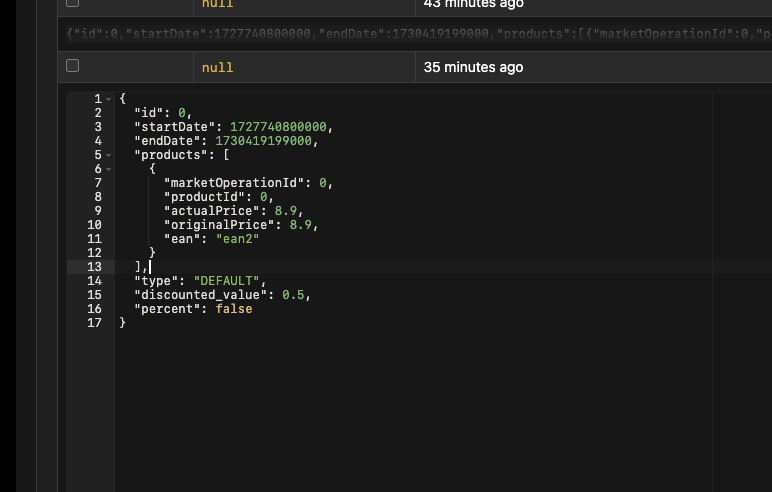 null 43 minutes ago
{"id":0,"startDate":1727740800000,"endDate":1730419199000,"products":[{"marketOperationId":0,"p
null 35 minutes ago
1 {
2 "id": 0,
3 "startDate": 1727740800000,
4 "endDate": 1730419199000,
5 "products": [
6 {
7 "marketOperationId": 0,
8 "productId": 0,
9 "actualPrice": 8.9,
10 "originalPrice": 8.9,
11 "ean": "ean2"
12 }
13 ],
14 "type": "DEFAULT",
15 "discounted_value": 0.5,
16 "percent": false
17 }